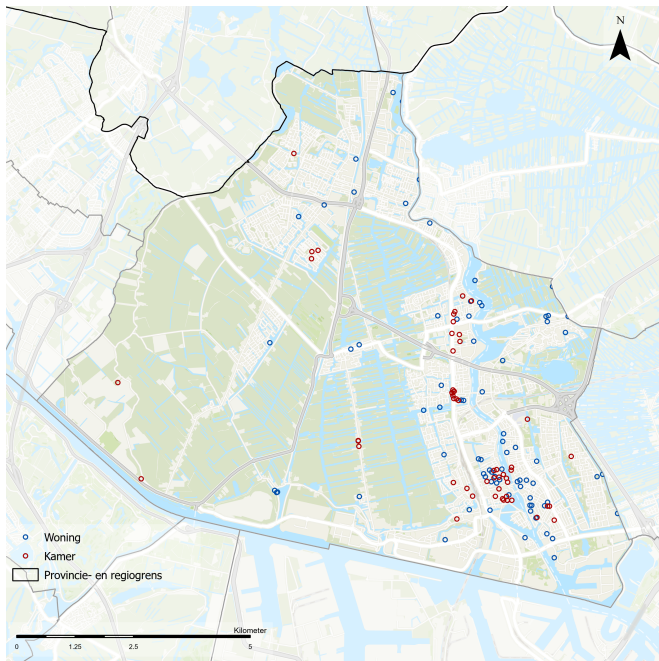 N
Woning
Kamer
Provincie- en regiogrens
Kilometer
0 1.25 2.5 5